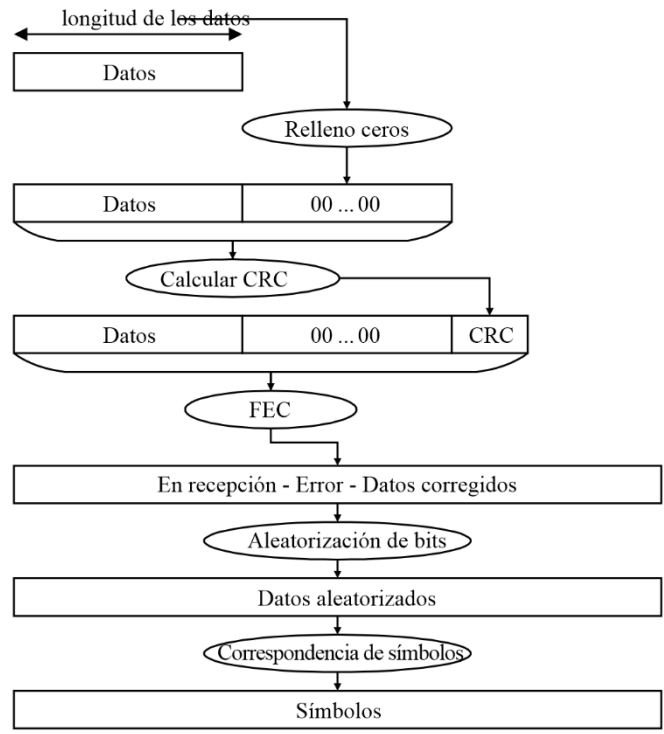 longitud de los datos
Datos
Relleno ceros
Datos 00 ... 00
Calcular CRC
Datos 00 ... 00 CRC
FEC
En recepción - Error - Datos corregidos
Aleatorización de bits
Datos aleatorizados
Correspondencia de símbolos
Símbolos